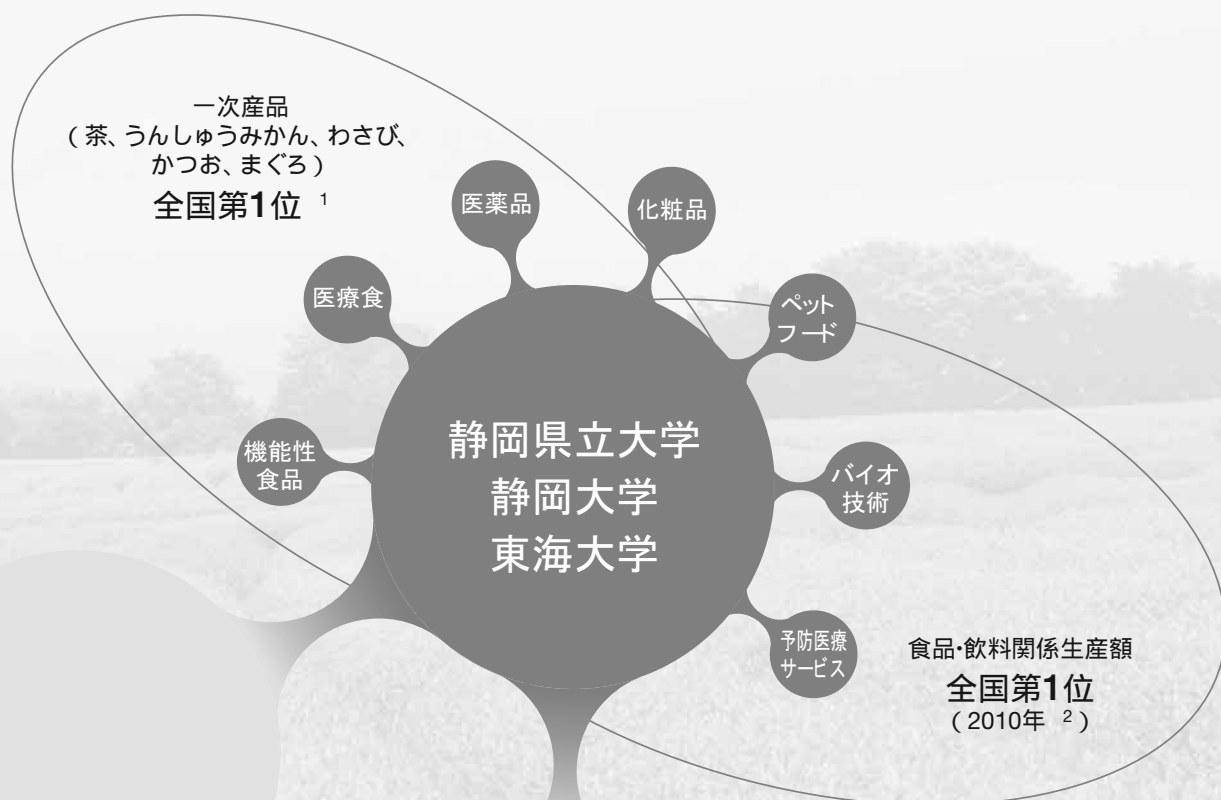 一次産品
（茶、うんしゅうみかん、わさび、
かつお、まぐろ）
全国第1位 1
医薬品
化粧品
医療食
ペット
フード
機能性
食品
静岡県立大学
静岡大学
東海大学
バイオ
技術
予防医療
サービス
食品・飲料関係生産額
全国第1位
（2010年 2）